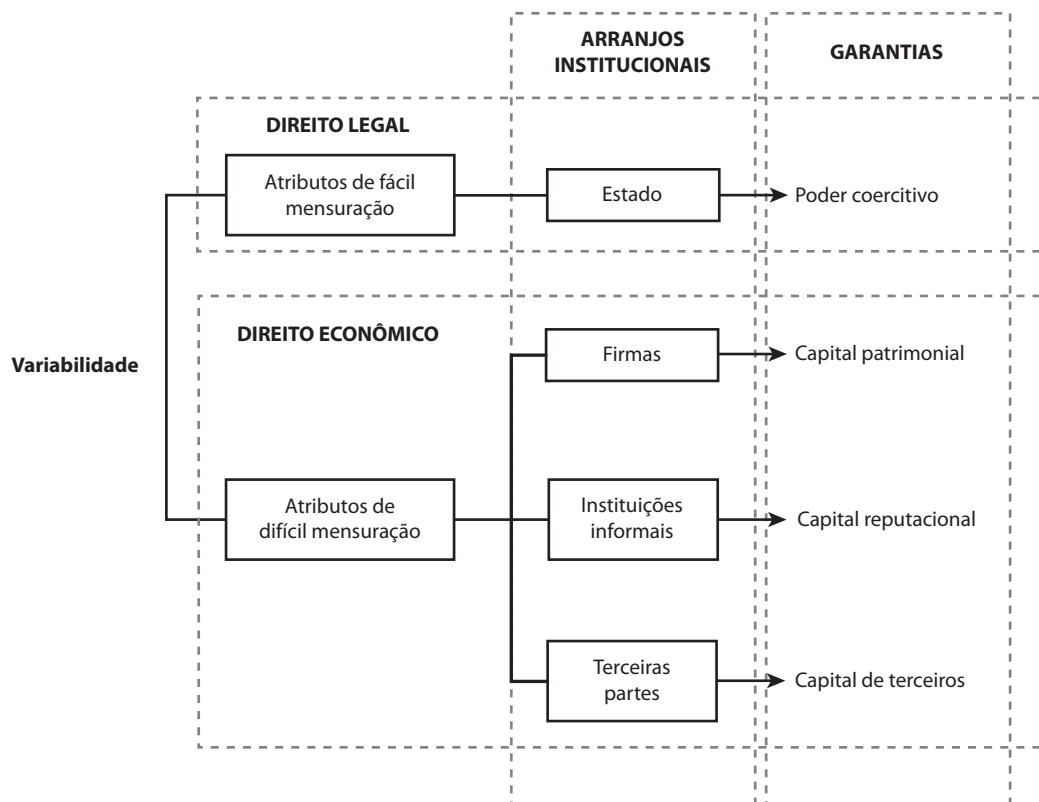 ARRANJOS
INSTITUCIONAIS
GARANTIAS
DIREITO LEGAL
Atributos de fácil
mensuração
Estado
Poder coercitivo
DIREITO ECONÔMICO
Variabilidade
Firmas
Capital patrimonial
Atributos de
difícil mensuração
Instituições
informais
Capital reputacional
Terceiras
partes
Capital de terceiros